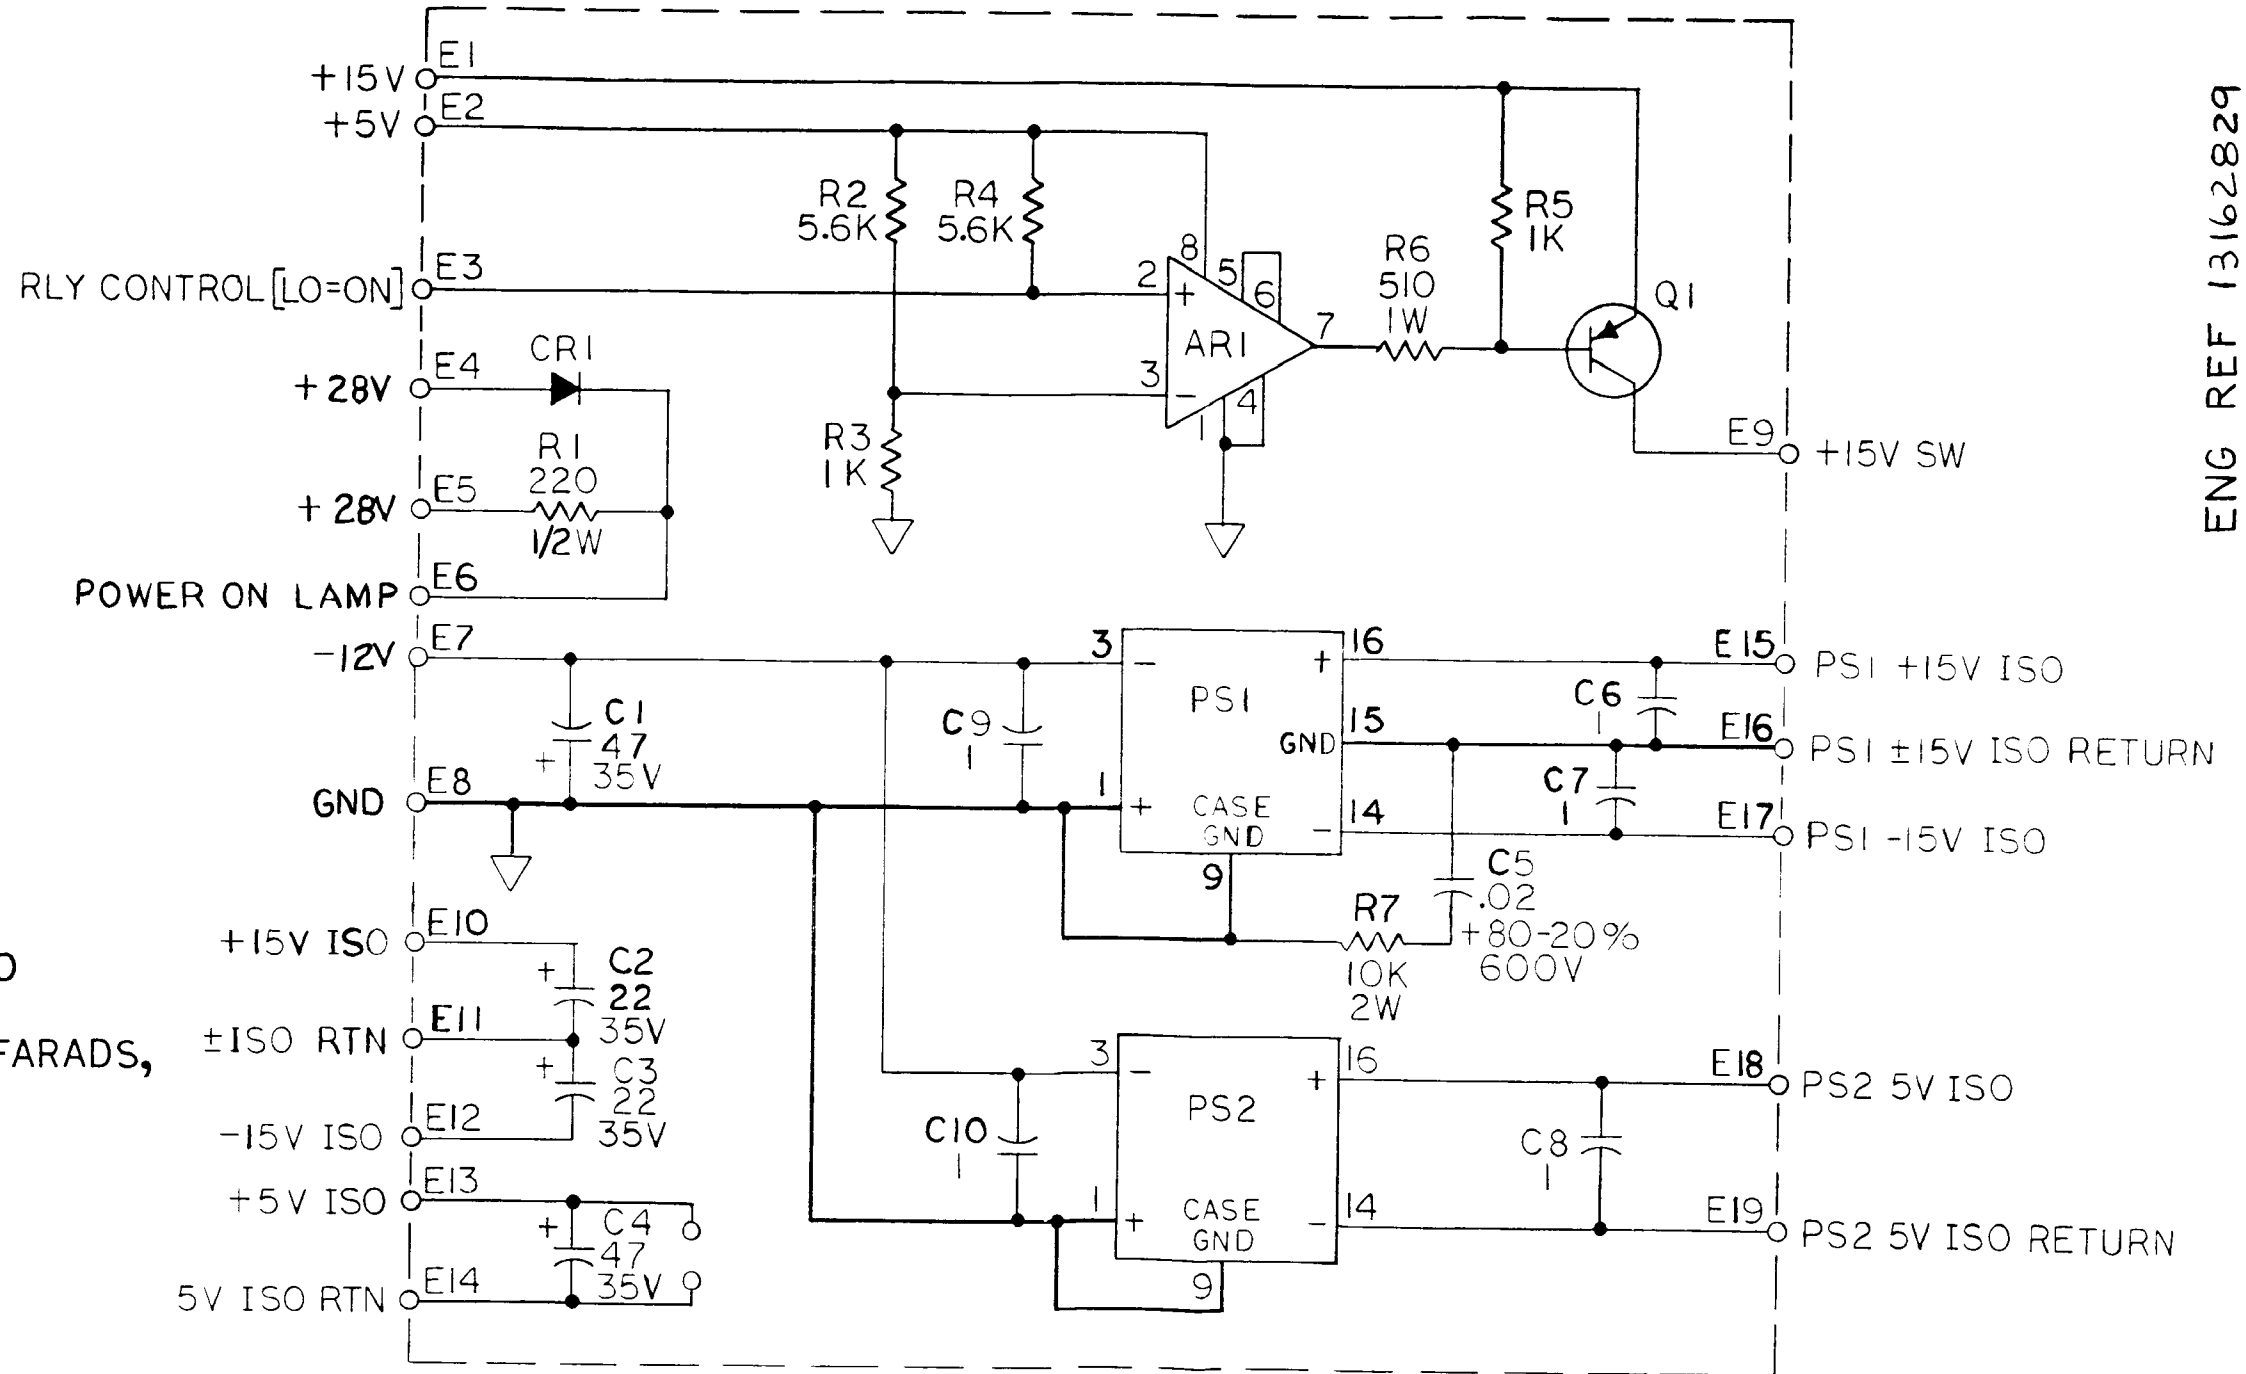 +15V
E1
+5V
E2
R2
5.6K
R4
5.6K
R5
1K
RLY CONTROL[LO=ON]
E3
2
+
8
5
6
AR1
7
3
-
4
1
R6
510
1W
Q1
E9
+15V SW
R3
1K
+28V
E4
CR1
+28V
E5
R1
220
1/2W
POWER ON LAMP
E6
-12V
E7
C1
47
+
35V
C9
1
3
-
PS1
+
16
E15
PS1 +15V ISO
C6
1
GND
15
E16
PS1 ±15V ISO RETURN
C7
1
GND
E8
1
+
CASE
GND
-
14
E17
PS1 -15V ISO
9
C5
.02
+80-20%
600V
R7
10K
2W
+15V ISO
E10
+
C2
22
35V
±ISO RTN
E11
+
C3
22
35V
-15V ISO
E12
+5V ISO
E13
+
C4
47
35V
5V ISO RTN
E14
O
FARADS,
3
-
PS2
+
16
E18
PS2 5V ISO
C10
1
C8
1
1
+
CASE
GND
-
14
E19
PS2 5V ISO RETURN
9
ENG REF 13162829